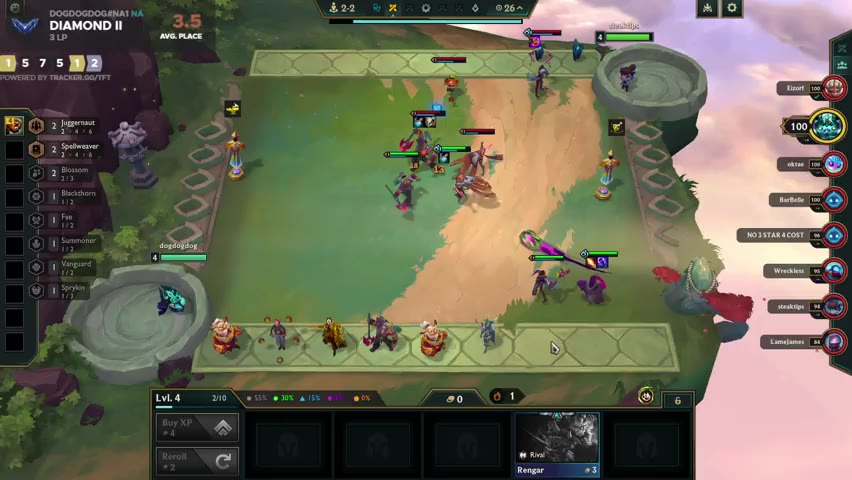 DOGDOGDOG#NA1 NA
DIAMOND II
3 LP
3.5
AVG. PLACE
1 5 7 5 1 2
POWERED BY TRACKER.GG/TFT
2-2
26
4 steaktips
Eizorf 100
100
oktae 100
BarBelle 100
NO 3 STAR 4 COST 96
Wreckless 95
steaktips 94
LameJames 84
2 Juggernaut
2 > 4 > 6
2 Spellweaver
2 > 4 > 6
2 Blossom
2 / 3
1 Blackthorn
1 / 2
1 Fae
1 / 2
1 Summoner
1 / 2
1 Vanguard
1 / 2
1 Sprykin
1 / 3
dogdogdog
4
Lvl. 4
2/10
55% 30% 15% 0%
0
1
6
Buy XP
4
Reroll
2
Rival
Rengar 3